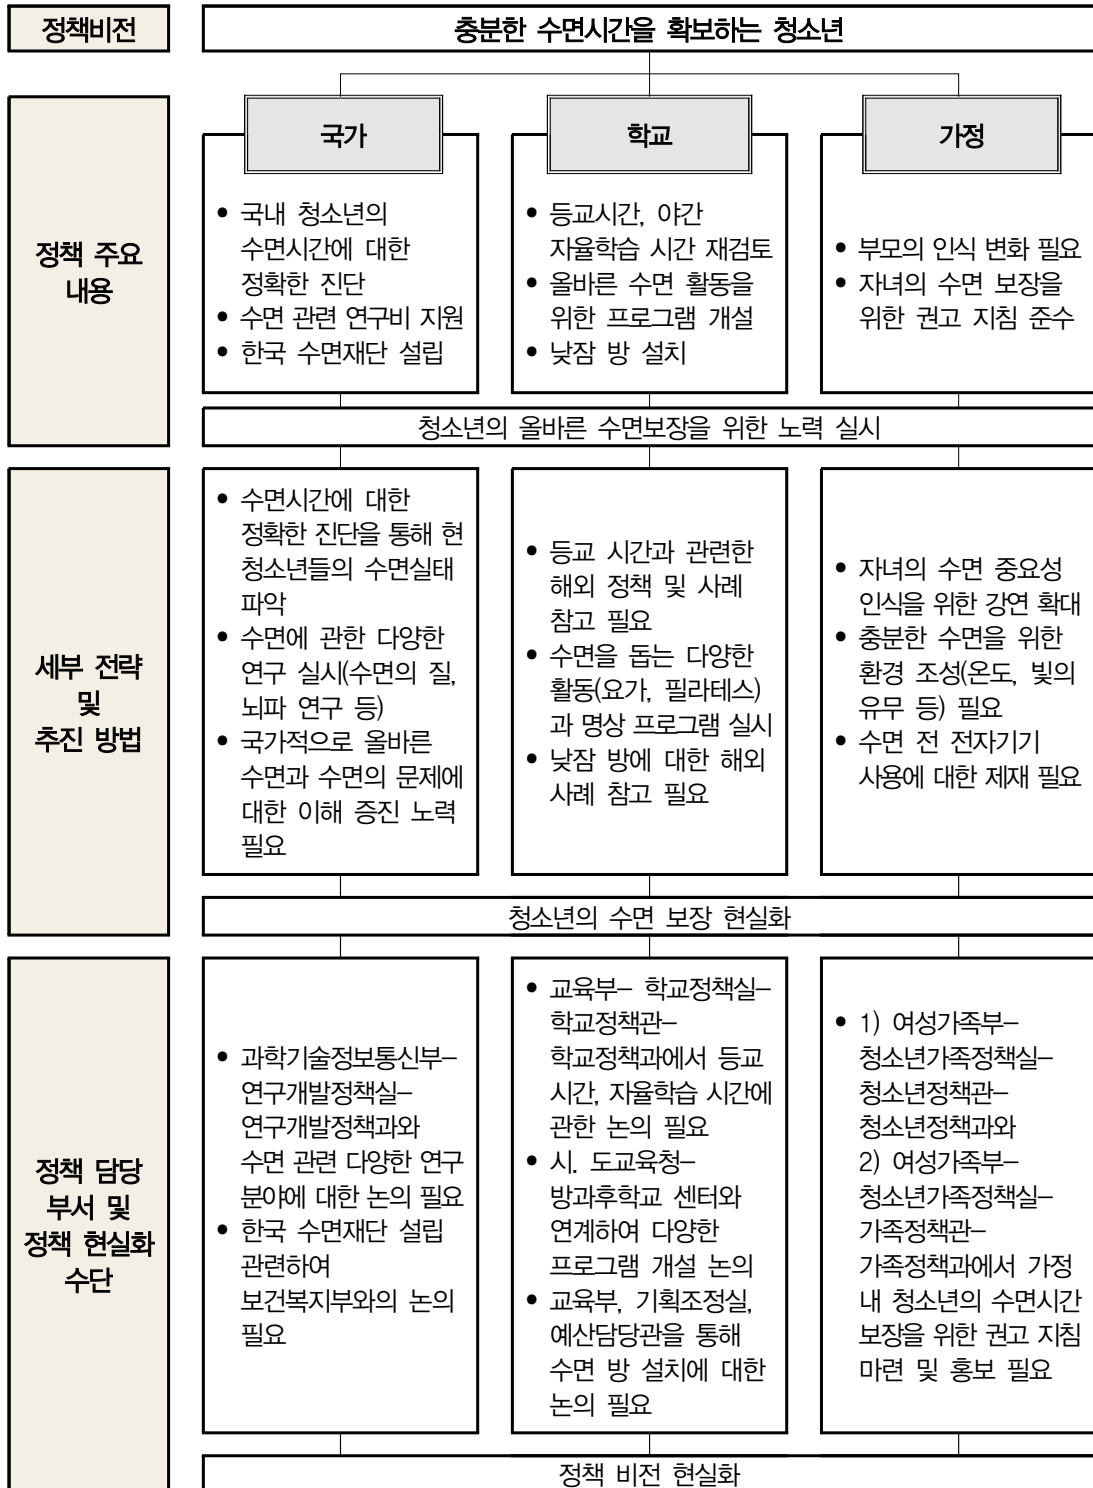 정책비전
충분한 수면시간을 확보하는 청소년
정책 주요
내용
국가
• 국내 청소년의
수면시간에 대한
정확한 진단
• 수면 관련 연구비 지원
• 한국 수면재단 설립
학교
• 등교시간, 야간
자율학습 시간 재검토
• 올바른 수면 활동을
위한 프로그램 개설
• 낮잠 방 설치
가정
• 부모의 인식 변화 필요
• 자녀의 수면 보장을
위한 권고 지침 준수
청소년의 올바른 수면보장을 위한 노력 실시
세부 전략
및
추진 방법
• 수면시간에 대한
정확한 진단을 통해 현
청소년들의 수면실태
파악
• 수면에 관한 다양한
연구 실시(수면의 질,
뇌파 연구 등)
• 국가적으로 올바른
수면과 수면의 문제에
대한 이해 증진 노력
필요
• 등교 시간과 관련한
해외 정책 및 사례
참고 필요
• 수면을 돕는 다양한
활동(요가, 필라테스)
과 명상 프로그램 실시
• 낮잠 방에 대한 해외
사례 참고 필요
• 자녀의 수면 중요성
인식을 위한 강연 확대
• 충분한 수면을 위한
환경 조성(온도, 빛의
유무 등) 필요
• 수면 전 전자기기
사용에 대한 제재 필요
청소년의 수면 보장 현실화
정책 담당
부서 및
정책 현실화
수단
• 과학기술정보통신부–
연구개발정책실–
연구개발정책과와
수면 관련 다양한 연구
분야에 대한 논의 필요
• 한국 수면재단 설립
관련하여
보건복지부와의 논의
필요
• 교육부– 학교정책실–
학교정책관–
학교정책과에서 등교
시간, 자율학습 시간에
관한 논의 필요
• 시, 도교육청–
방과후학교 센터와
연계하여 다양한
프로그램 개설 논의
• 교육부, 기획조정실,
예산담당관을 통해
수면 방 설치에 대한
논의 필요
• 1) 여성가족부–
청소년가족정책실–
청소년정책관–
청소년정책과와
2) 여성가족부–
청소년가족정책실–
가족정책관–
가족정책과에서 가정
내 청소년의 수면시간
보장을 위한 권고 지침
마련 및 홍보 필요
정책 비전 현실화